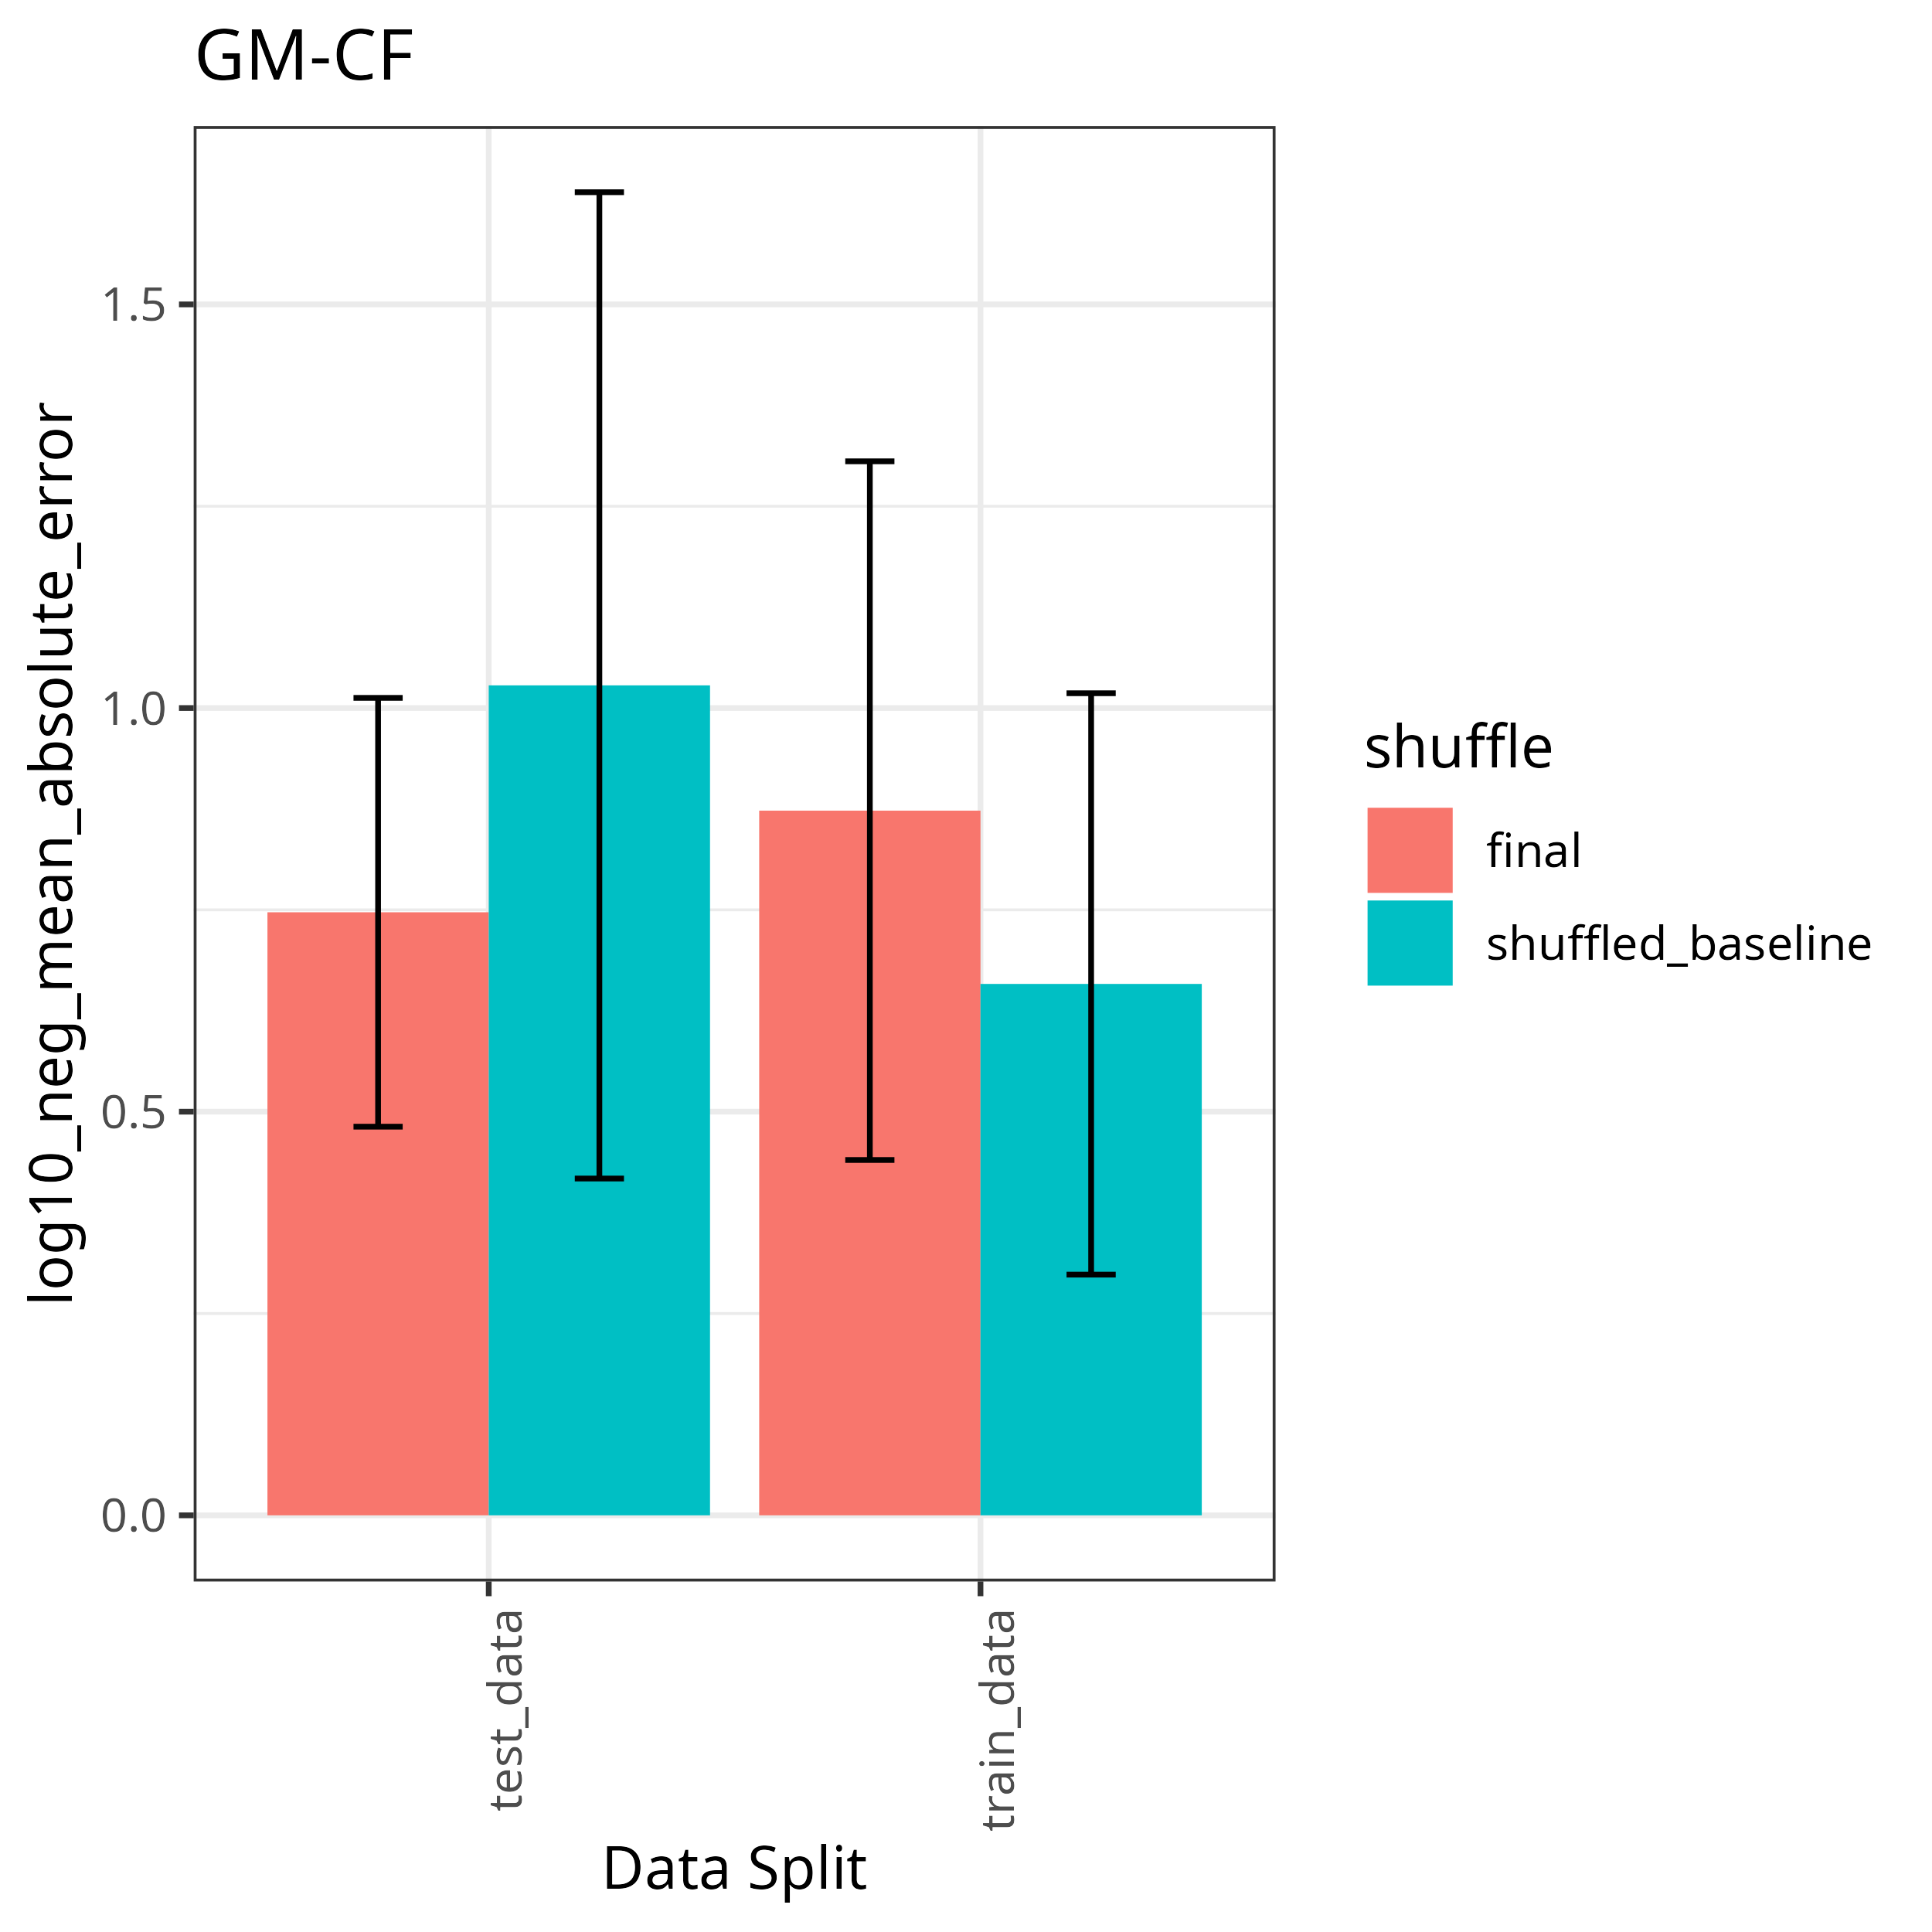 GM-CF
log10_neg_mean_absolute_error
1.5
1.0
0.5
0.0
test_data
train_data
Data Split
shuffle
final
shuffled_baseline